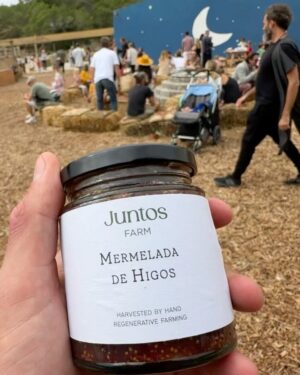 Juntos
FARM
MERMELADA
DE HIGOS
HARVESTED BY HAND
REGENERATIVE FARMING